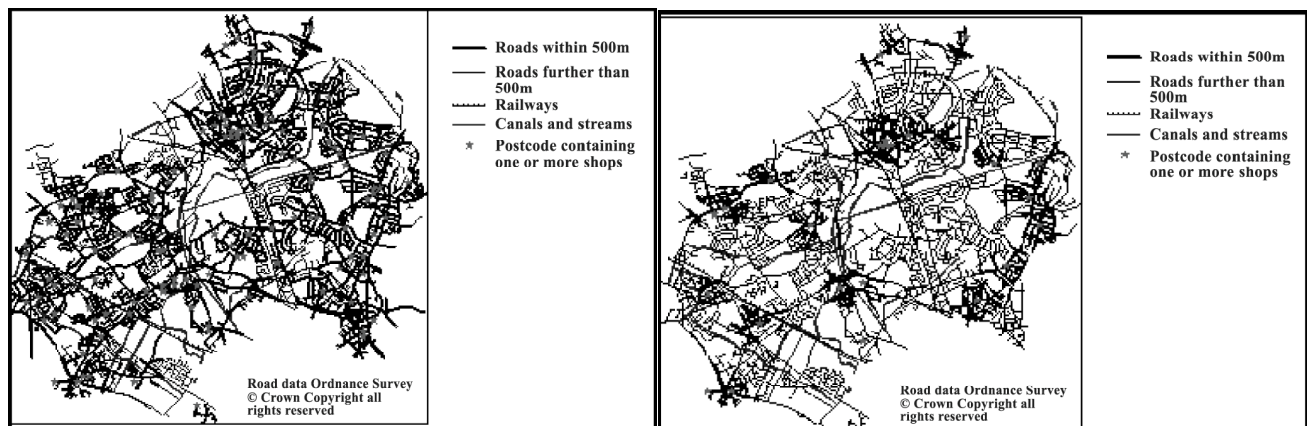 Roads within 500m
Roads further than
500m
Railways
Canals and streams
Postcode containing
one or more shops
Road data Ordnance Survey
© Crown Copyright all
rights reserved
Roads within 500m
Roads further than
500m
Railways
Canals and streams
Postcode containing
one or more shops
Road data Ordnance Survey
© Crown Copyright all
rights reserved